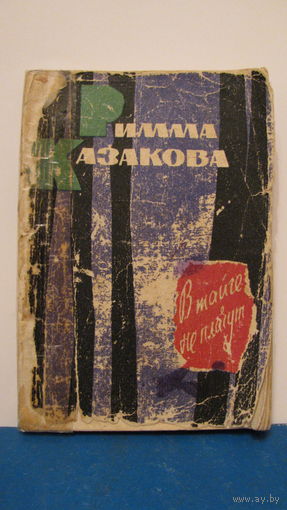 Римма
Казакова
В тайге
не плачут
www.ay.by